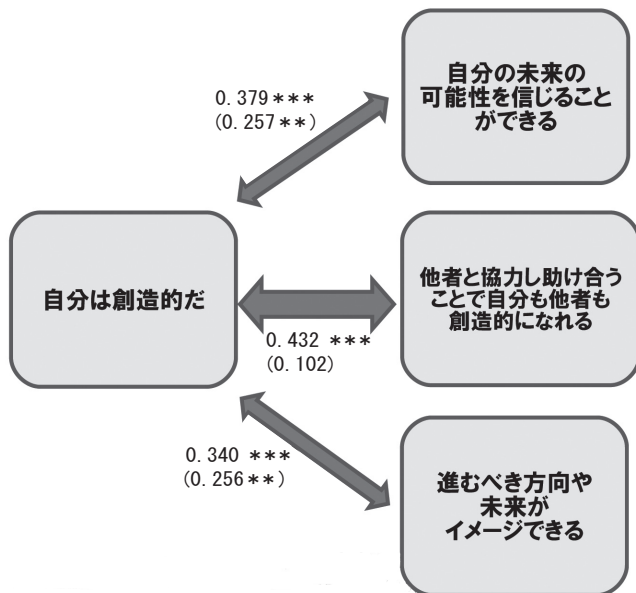 自分の未来の
可能性を信じること
ができる
0.379***
(0.257**)
自分は創造的だ
他者と協力し助け合う
ことで自分も他者も
創造的になれる
0.432 ***
(0.102)
0.340 ***
(0.256**)
進むべき方向や
未来が
イメージできる